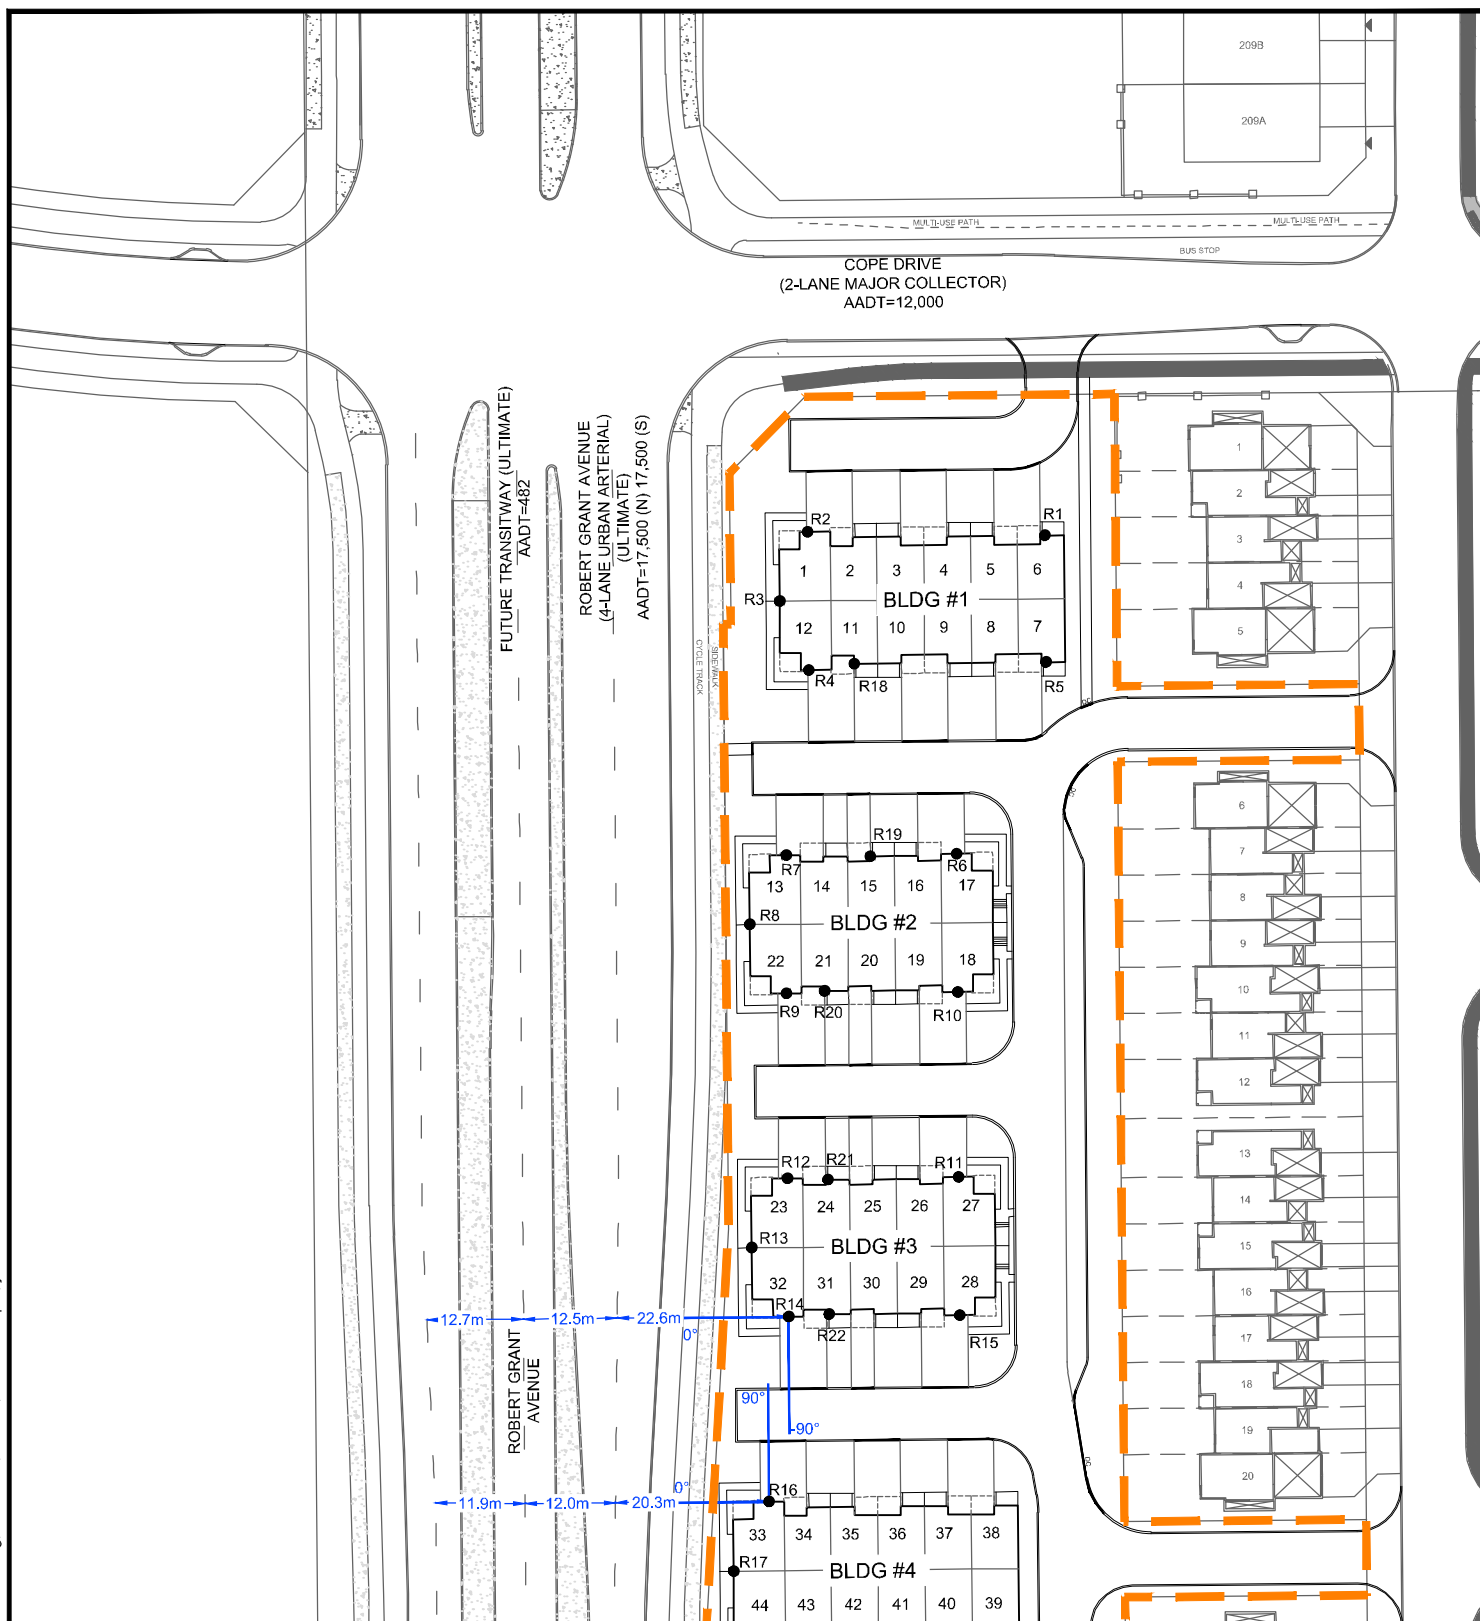 209B
209A
MULTI-USE PATH
MULTI-USE PATH
BUS STOP
COPE DRIVE
(2-LANE MAJOR COLLECTOR)
AADT=12,000
FUTURE TRANSITWAY (ULTIMATE)
AADT=482
ROBERT GRANT AVENUE
(4-LANE URBAN ARTERIAL)
(ULTIMATE)
AADT=17,500 (N) 17,500 (S)
SIDEWALK
CYCLE TRACK
R2
R1
1 2 3 4 5 6
R3
BLDG #1
12 11 10 9 8 7
R4
R18
R5
DC
1
2
3
4
5
DC
R19
R7
R6
13 14 15 16 17
R8
BLDG #2
22 21 20 19 18
R9
R20
R10
6
7
8
9
10
11
12
R12
R21
R11
23 24 25 26 27
R13
BLDG #3
32 31 30 29 28
R14
R22
R15
12.7m
12.5m
22.6m
0°
90°
-90°
ROBERT GRANT
AVENUE
13
14
15
16
17
18
19
20
DC
0°
11.9m
12.0m
20.3m
R16
33 34 35 36 37 38
R17
BLDG #4
44 43 42 41 40 39